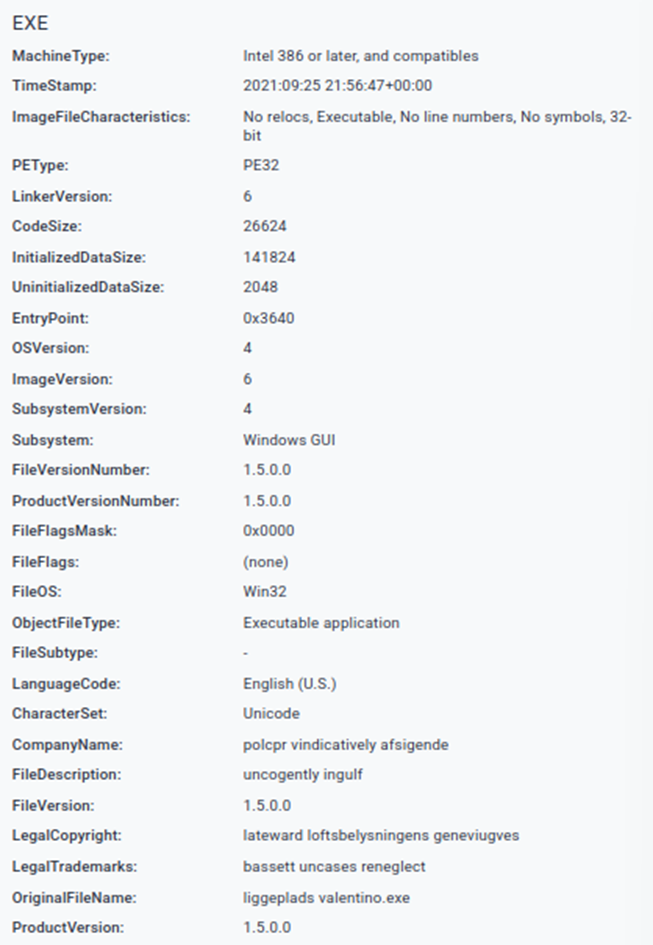 EXE
MachineType: Intel 386 or later, and compatibles
TimeStamp: 2021:09:25 21:56:47+00:00
ImageFileCharacteristics: No relocs, Executable, No line numbers, No symbols, 32-
bit
PEType: PE32
LinkerVersion: 6
CodeSize: 26624
InitializedDataSize: 141824
UninitializedDataSize: 2048
EntryPoint: 0x3640
OSVersion: 4
ImageVersion: 6
SubsystemVersion: 4
Subsystem: Windows GUI
FileVersionNumber: 1.5.0.0
ProductVersionNumber: 1.5.0.0
FileFlagsMask: 0x0000
FileFlags: (none)
FileOS: Win32
ObjectFileType: Executable application
FileSubtype: -
LanguageCode: English (U.S.)
CharacterSet: Unicode
CompanyName: polcpr vindicatively afsigende
FileDescription: uncogently ingulf
FileVersion: 1.5.0.0
LegalCopyright: lateward loftsbelysningens geneviugves
LegalTrademarks: bassett uncases reneglect
OriginalFileName: liggeplads valentino.exe
ProductVersion: 1.5.0.0